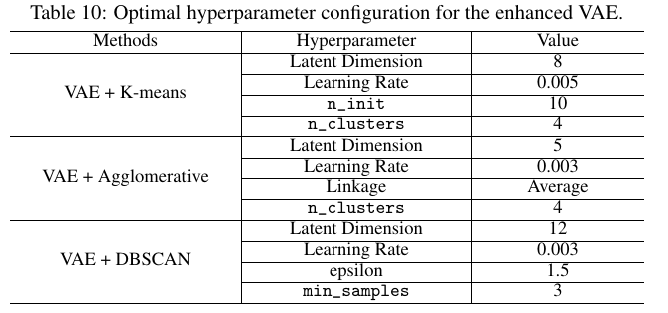 Table 10: Optimal hyperparameter configuration for the enhanced VAE.
Methods Hyperparameter Value
VAE + K-means
Latent Dimension 8
Learning Rate 0.005
n_init 10
n_clusters 4
VAE + Agglomerative
Latent Dimension 5
Learning Rate 0.003
Linkage Average
n_clusters 4
VAE + DBSCAN
Latent Dimension 12
Learning Rate 0.003
epsilon 1.5
min_samples 3